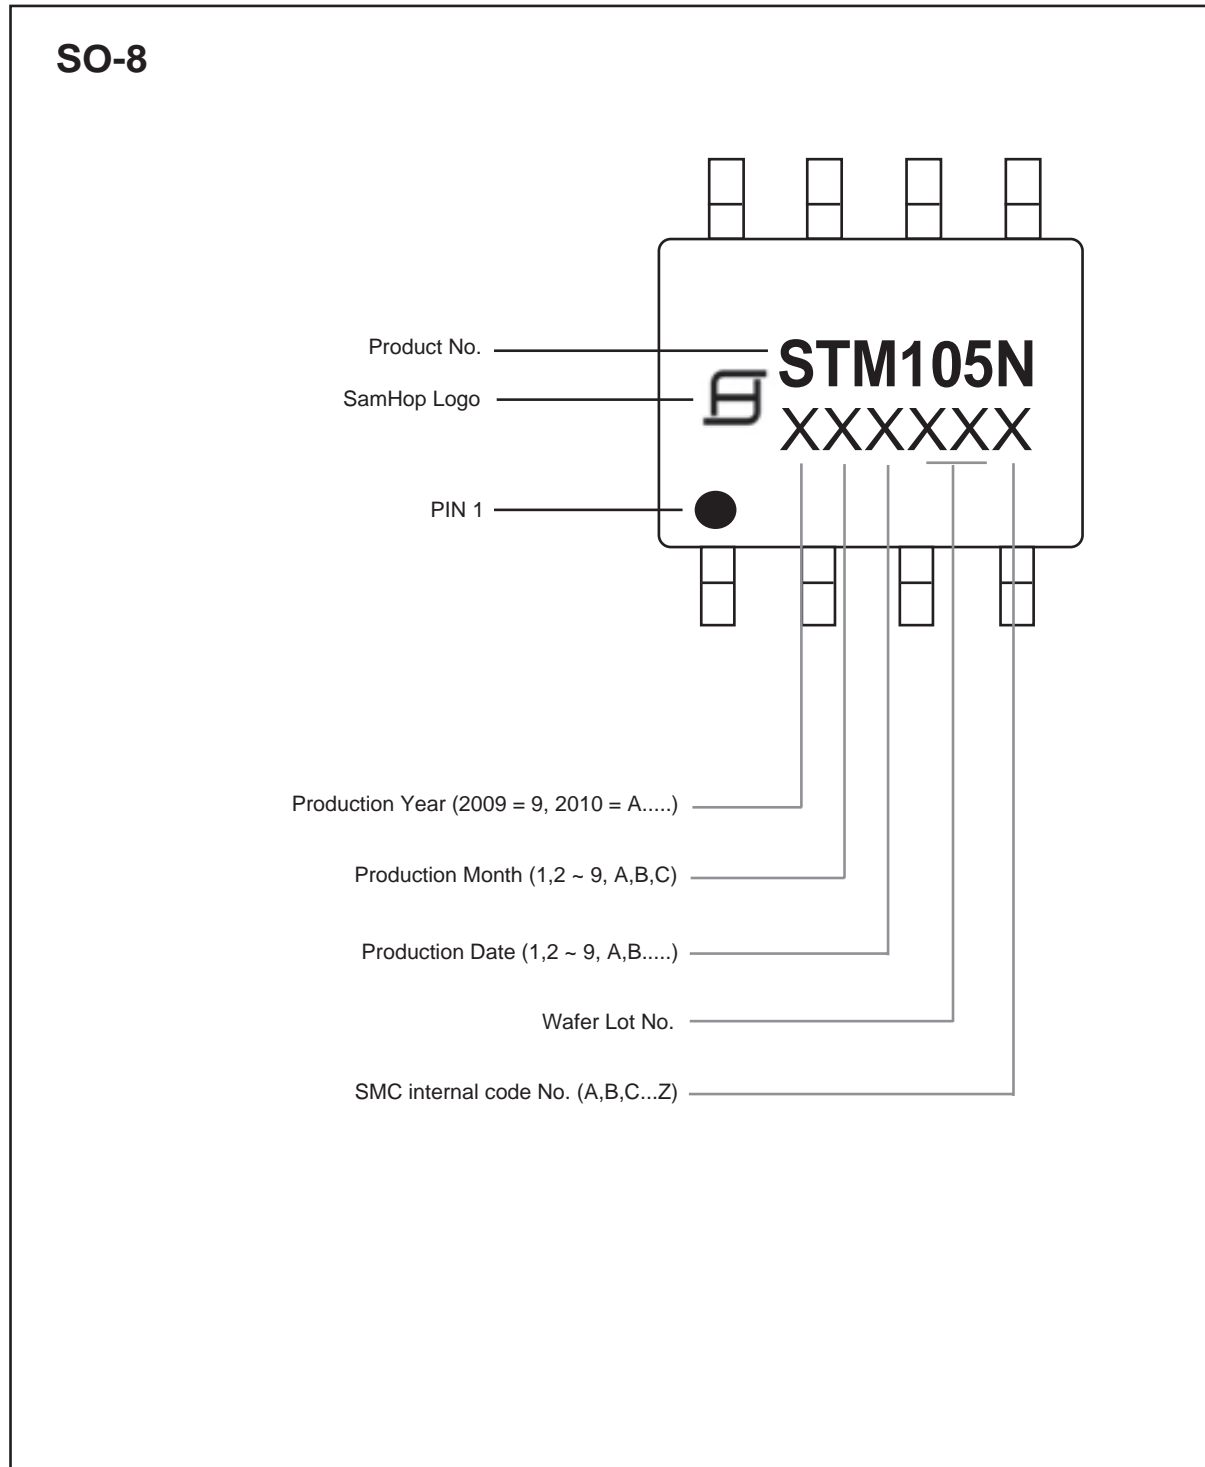 SO-8
Product No.
STM105N
SamHop Logo
XXXXXX
PIN 1
Production Year (2009 = 9, 2010 = A.....)
Production Month (1,2 ~ 9, A,B,C)
Production Date (1,2 ~ 9, A,B.....)
Wafer Lot No.
SMC internal code No. (A,B,C...Z)